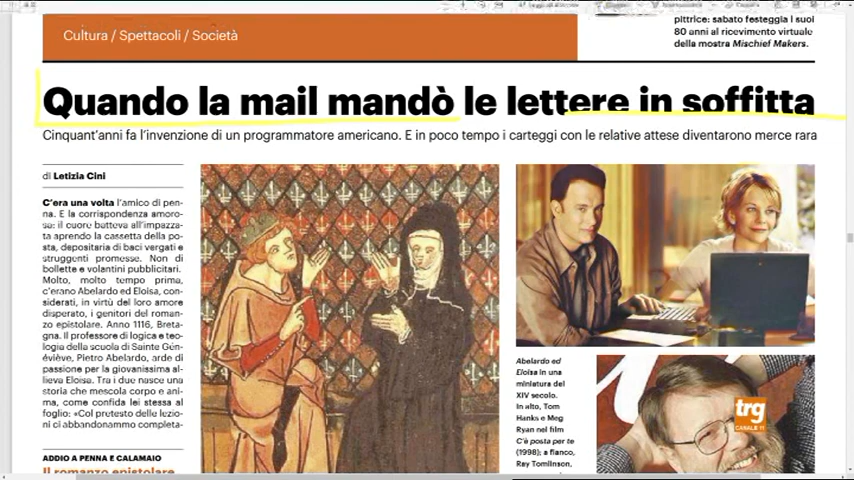 Cultura / Spettacoli / Società
pittrice: sabato festeggia i suoi
80 anni al ricevimento virtuale
della mostra Mischief Makers.
Quando la mail mandò le lettere in soffitta
Cinquant'anni fa l'invenzione di un programmatore americano. E in poco tempo i carteggi con le relative attese diventarono merce rara
di Letizia Cini
C'era una volta l'amico di pen-
na. E la corrispondenza amoro-
sa: il cuore batteva all'impazza-
ta aprendo la cassetta della po-
sta, depositaria di baci vergati e
struggenti promesse. Non di
bollette e volantini pubblicitari.
Molto, molto tempo prima,
c'erano Abelardo ed Eloisa, con-
siderati, in virtù del loro amore
disperato, i genitori del roman-
zo epistolare. Anno 1116, Breta-
gna. Il professore di logica e teo-
logia della scuola di Sainte Gé-
néviève, Pietro Abelardo, arde di
passione per la giovanissima al-
lieva Eloisa. Tra i due nasce una
storia che mescola corpo e ani-
ma, come confida lei stessa al
foglio: «Col pretesto delle lezio-
ni ci abbandonammo completa-
ADDIO A PENNA E CALAMAIO
Il romanzo epistolare
Abelardo ed
Eloisa in una
miniatura del
XIV secolo.
In alto, Tom
Hanks e Meg
Ryan nel film
C'è posta per te
(1998); a fianco,
Ray Tomlinson,
trg
CANALE 11